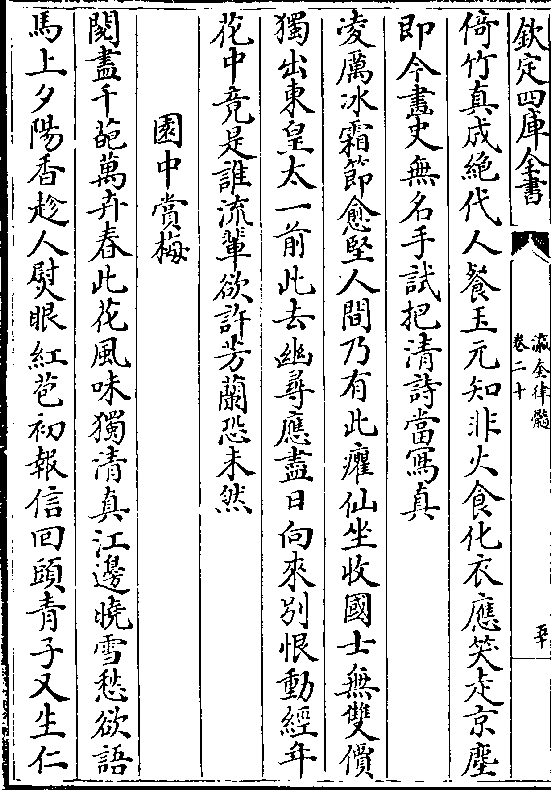 欽定四庫全書
瀛奎律髓
卷二十
倚竹真成絶代人餐玉元知非火食化衣應笑走京塵
即今畫史無名手試把清詩當寫真
凌厲冰霜節愈堅人間乃有此癯仙坐收國士無雙價
獨出東皇太一前此去幽尋應盡日向來别恨動經年
花中竟是誰流輩欲許芳蘭恐未然
園中賞梅
閱盡千葩萬卉春此花風味獨清真江邊曉雪愁欲語
馬上夕陽香趁人熨眼紅苞初報信回頭青子又生仁